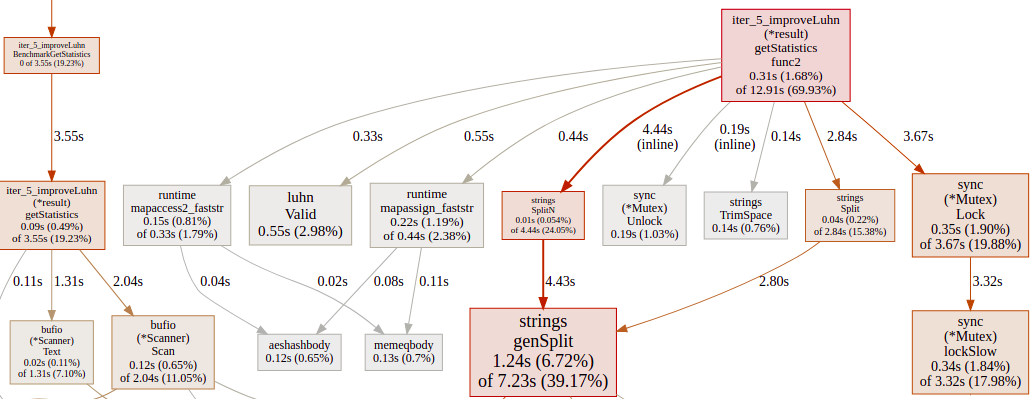 iter_5_improveLuhn
BenchmarkGetStatistics
0 of 3.55s (19.23%)
iter_5_improveLuhn
(*result)
getStatistics
func2
0.31s (1.68%)
of 12.91s (69.93%)
3.55s
0.33s
0.55s
0.44s
4.44s
(inline)
0.19s
(inline)
0.14s
2.84s
3.67s
iter_5_improveLuhn
(*result)
getStatistics
0.09s (0.49%)
of 3.55s (19.23%)
runtime
mapaccess2_faststr
0.15s (0.81%)
of 0.33s (1.79%)
luhn
Valid
0.55s (2.98%)
runtime
mapassign_faststr
0.22s (1.19%)
of 0.44s (2.38%)
strings
SplitN
0.01s (0.054%)
of 4.44s (24.05%)
sync
(*Mutex)
Unlock
0.19s (1.03%)
strings
TrimSpace
0.14s (0.76%)
strings
Split
0.04s (0.22%)
of 2.84s (15.38%)
sync
(*Mutex)
Lock
0.35s (1.90%)
of 3.67s (19.88%)
0.11s
1.31s
2.04s
0.04s
0.02s
0.08s
0.11s
4.43s
2.80s
3.32s
bufio
(*Scanner)
Text
0.02s (0.11%)
of 1.31s (7.10%)
bufio
(*Scanner)
Scan
0.12s (0.65%)
of 2.04s (11.05%)
aeshashbody
0.12s (0.65%)
memeqbody
0.13s (0.7%)
strings
genSplit
1.24s (6.72%)
of 7.23s (39.17%)
sync
(*Mutex)
lockSlow
0.34s (1.84%)
of 3.32s (17.98%)